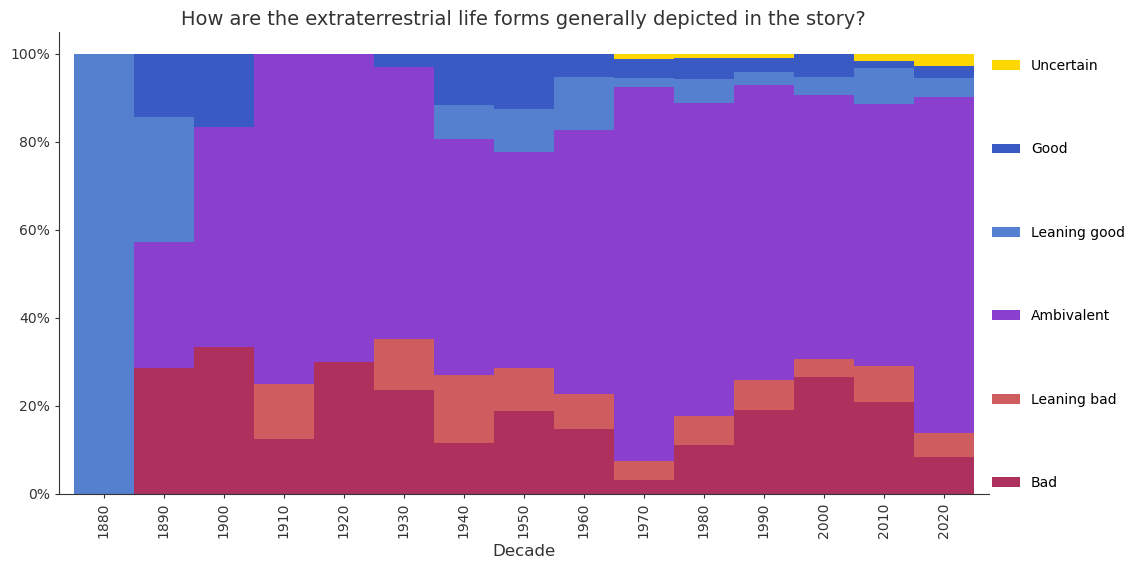 How are the extraterrestrial life forms generally depicted in the story?
100%
80%
60%
40%
20%
0%
Uncertain
Good
Leaning good
Ambivalent
Leaning bad
Bad
1880
1890
1900
1910
1920
1930
1940
1950
1960
1970
1980
1990
2000
2010
2020
Decade